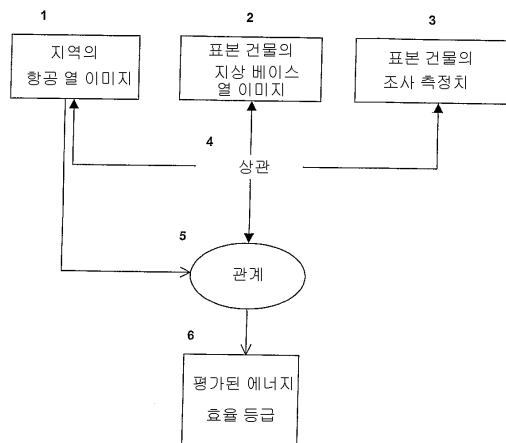 1
지역의
항공 열 이미지
2
표본 건물의
지상 베이스
열 이미지
3
표본 건물의
조사 측정치
4
상관
5
관계
6
평가된 에너지
효율 등급